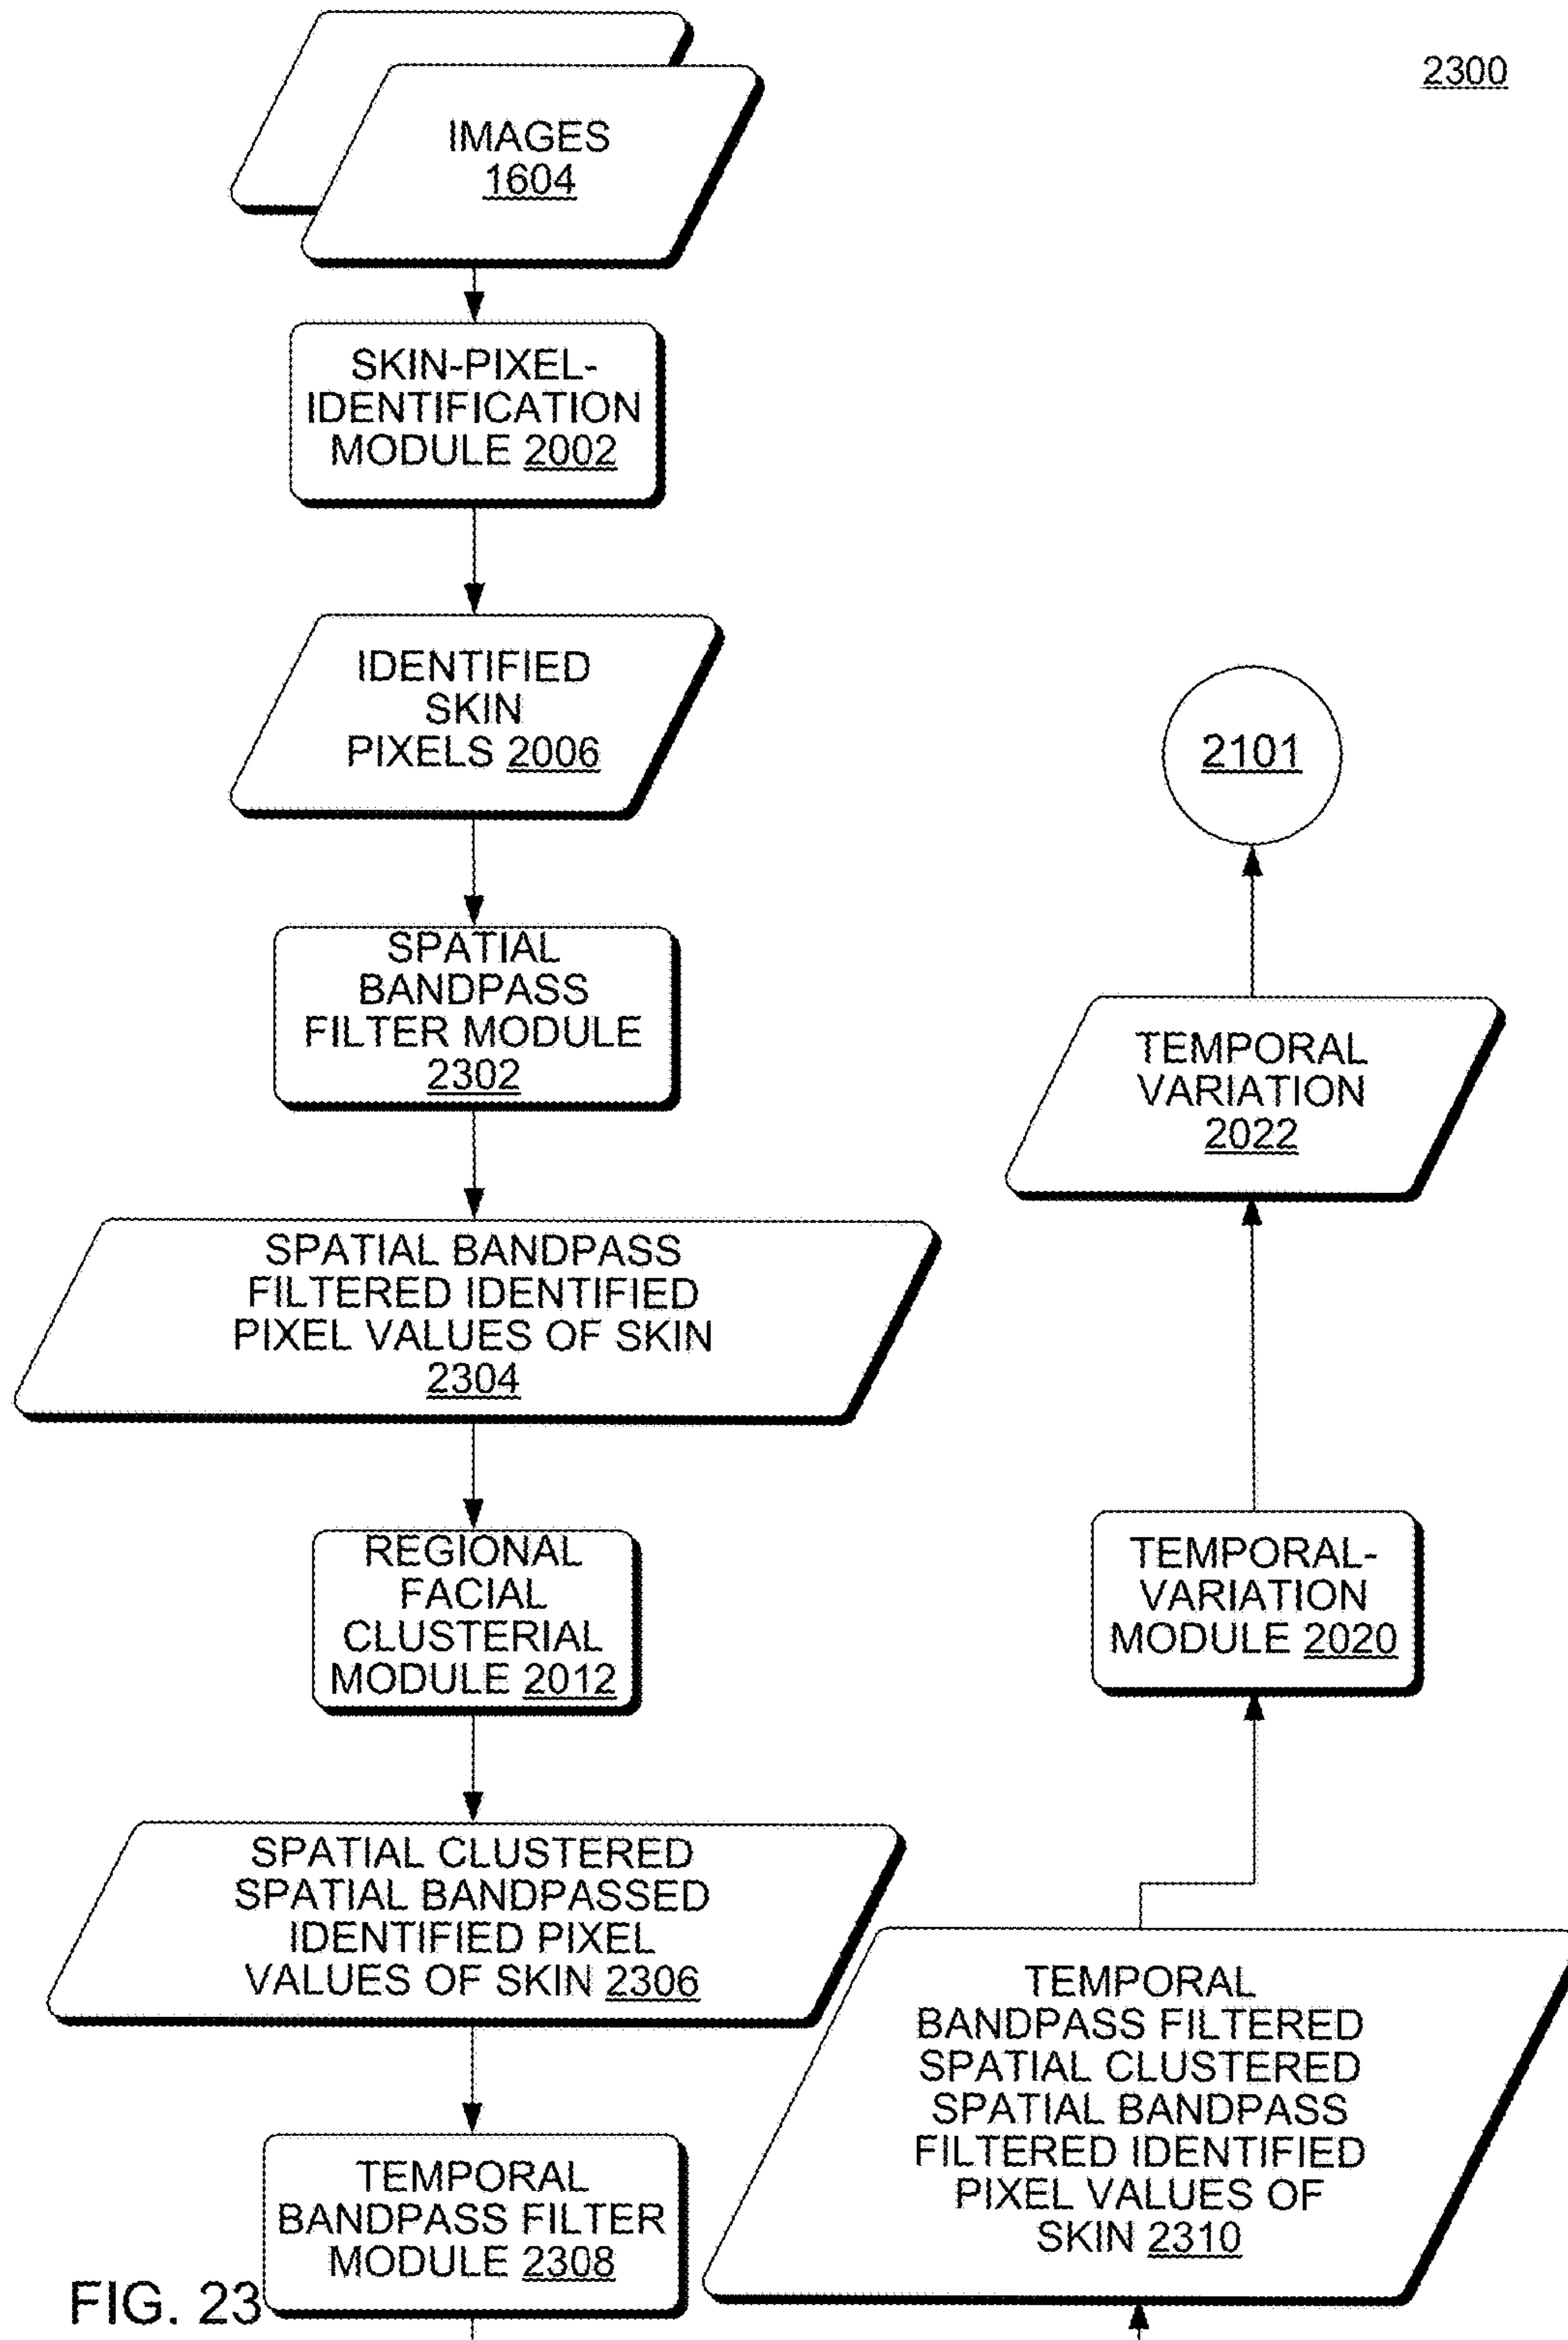 2300
IMAGES
1604
SKIN-PIXEL-
IDENTIFICATION
MODULE 2002
IDENTIFIED
SKIN
PIXELS 2006
SPATIAL
BANDPASS
FILTER MODULE
2302
SPATIAL BANDPASS
FILTERED IDENTIFIED
PIXEL VALUES OF SKIN
2304
REGIONAL
FACIAL
CLUSTERIAL
MODULE 2012
SPATIAL CLUSTERED
SPATIAL BANDPASSED
IDENTIFIED PIXEL
VALUES OF SKIN 2306
TEMPORAL
BANDPASS FILTER
MODULE 2308
TEMPORAL
BANDPASS FILTERED
SPATIAL CLUSTERED
SPATIAL BANDPASS
FILTERED IDENTIFIED
PIXEL VALUES OF
SKIN 2310
TEMPORAL-
VARIATION
MODULE 2020
TEMPORAL
VARIATION
2022
2101
FIG. 23